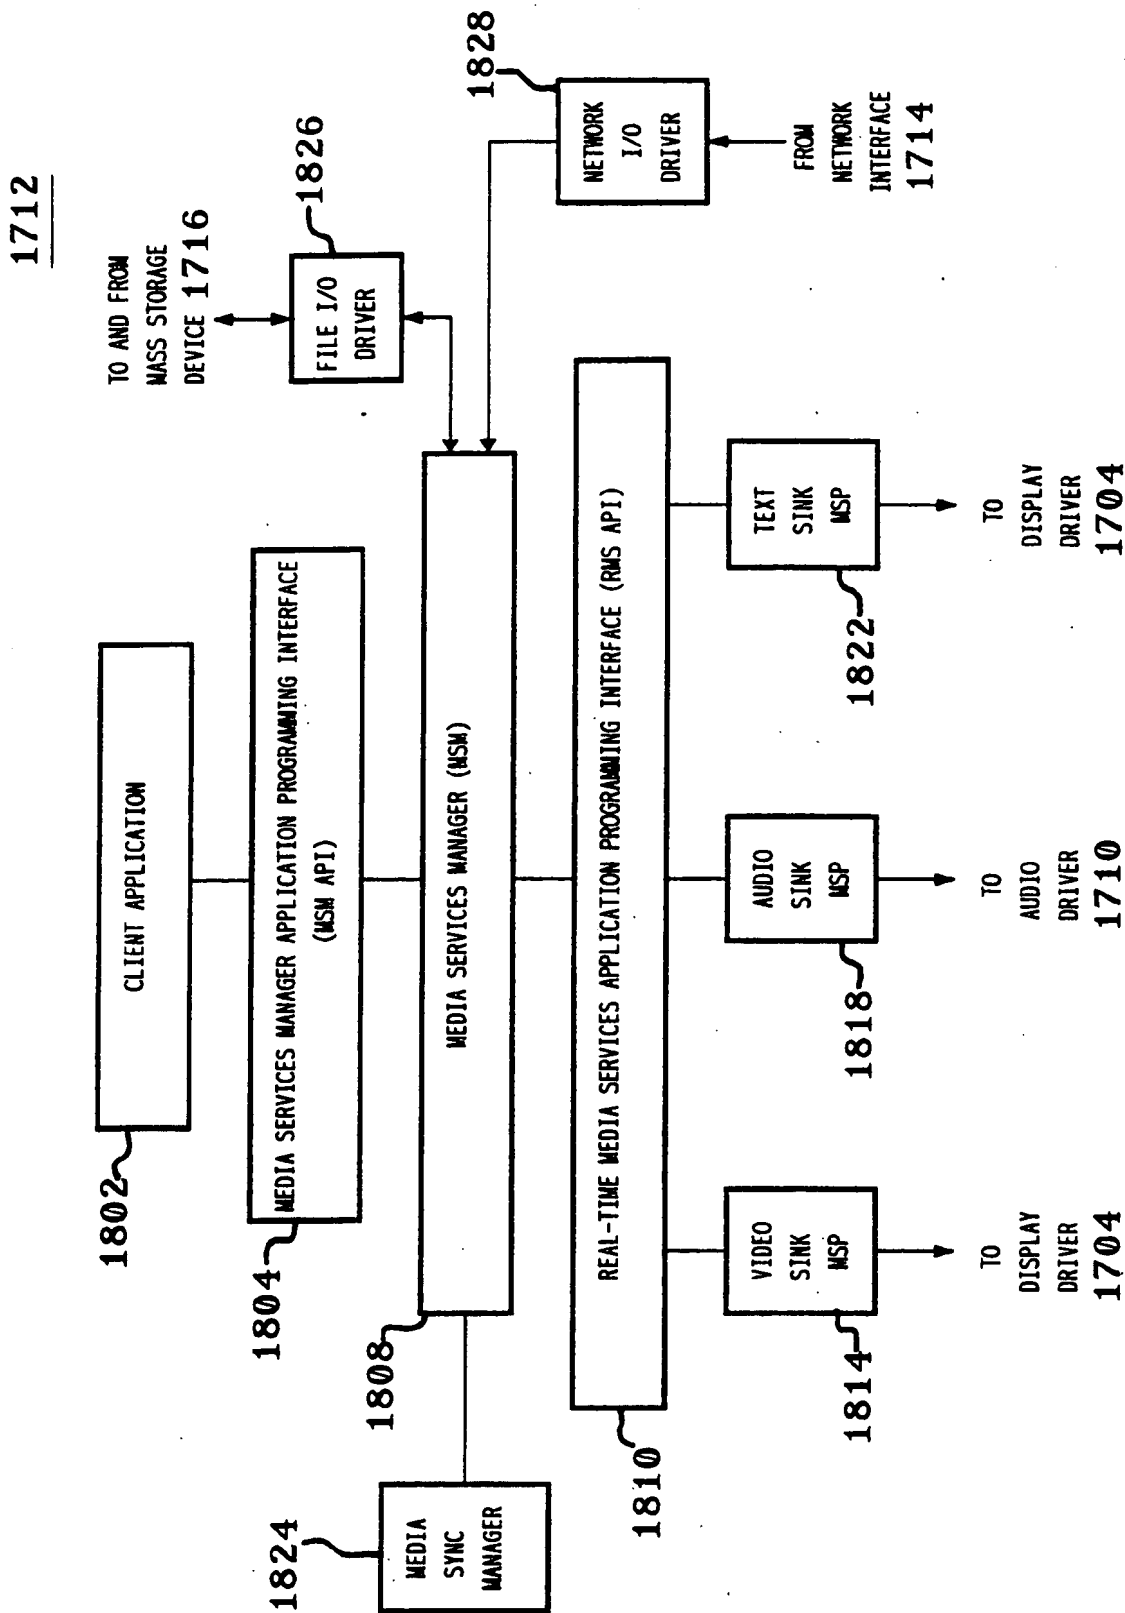 1712
TO AND FROM
MASS STORAGE
DEVICE 1716
1826
FILE I/O
DRIVER
1828
NETWORK
I/O
DRIVER
FROM
NETWORK
INTERFACE
1714
CLIENT APPLICATION
1802
MEDIA SERVICES MANAGER APPLICATION PROGRAMMING INTERFACE
(MSM API)
1804
MEDIA SERVICES MANAGER (MSM)
1808
MEDIA
SYNC
MANAGER
1824
REAL-TIME MEDIA SERVICES APPLICATION PROGRAMMING INTERFACE (RMS API)
1810
VIDEO
SINK
MSP
1814
TO
DISPLAY
DRIVER
1704
AUDIO
SINK
MSP
1818
TO
AUDIO
DRIVER
1710
TEXT
SINK
MSP
1822
TO
DISPLAY
DRIVER
1704